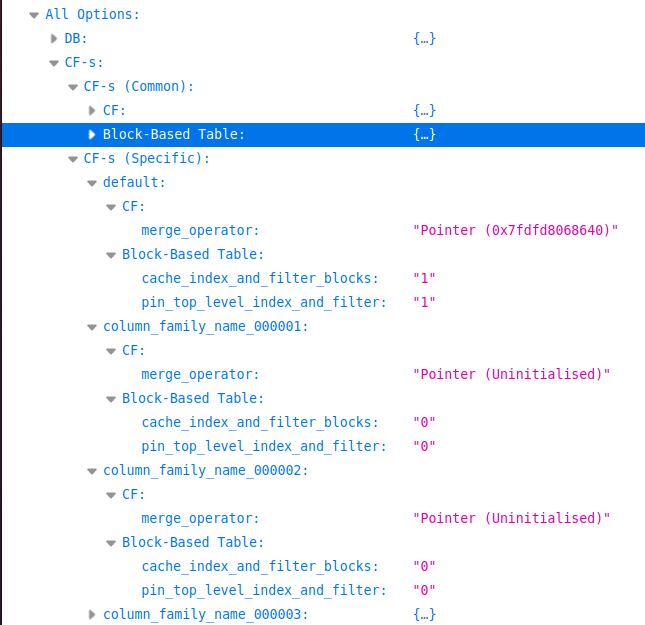 All Options:
DB: {…}
CF-s:
CF-s (Common):
CF: {…}
Block-Based Table: {…}
CF-s (Specific):
default:
CF:
merge_operator: "Pointer (0x7fdfd8068640)"
Block-Based Table:
cache_index_and_filter_blocks: "1"
pin_top_level_index_and_filter: "1"
column_family_name_000001:
CF:
merge_operator: "Pointer (Uninitialised)"
Block-Based Table:
cache_index_and_filter_blocks: "0"
pin_top_level_index_and_filter: "0"
column_family_name_000002:
CF:
merge_operator: "Pointer (Uninitialised)"
Block-Based Table:
cache_index_and_filter_blocks: "0"
pin_top_level_index_and_filter: "0"
column_family_name_000003: {…}